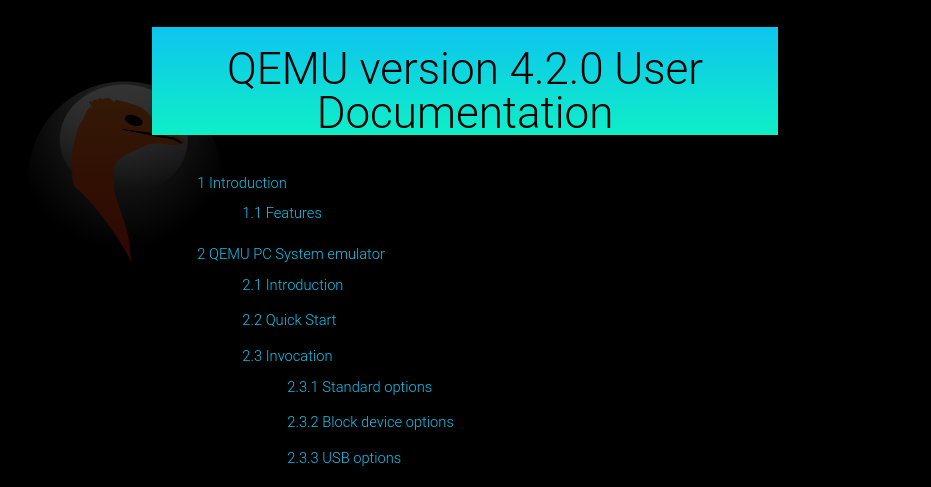 QEMU version 4.2.0 User
Documentation
1 Introduction
1.1 Features
2 QEMU PC System emulator
2.1 Introduction
2.2 Quick Start
2.3 Invocation
2.3.1 Standard options
2.3.2 Block device options
2.3.3 USB options